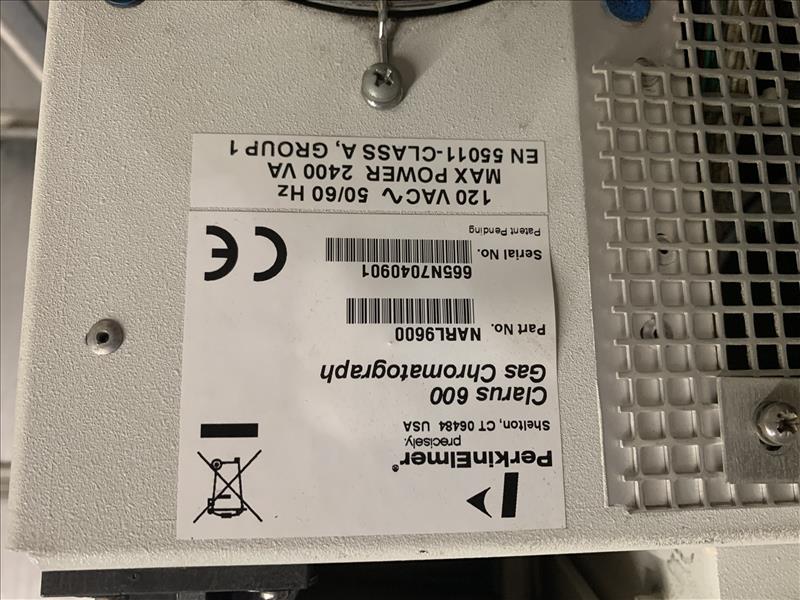 PerkinElmer®
precisely.
Shelton, CT 06484 USA
Clarus 600
Gas Chromatograph
Part No. NARL9600
665N7040901
Serial No.
Patent Pending
CE
120 VAC∿ 50/60 Hz
MAX POWER 2400 VA
EN 55011-CLASS A, GROUP 1